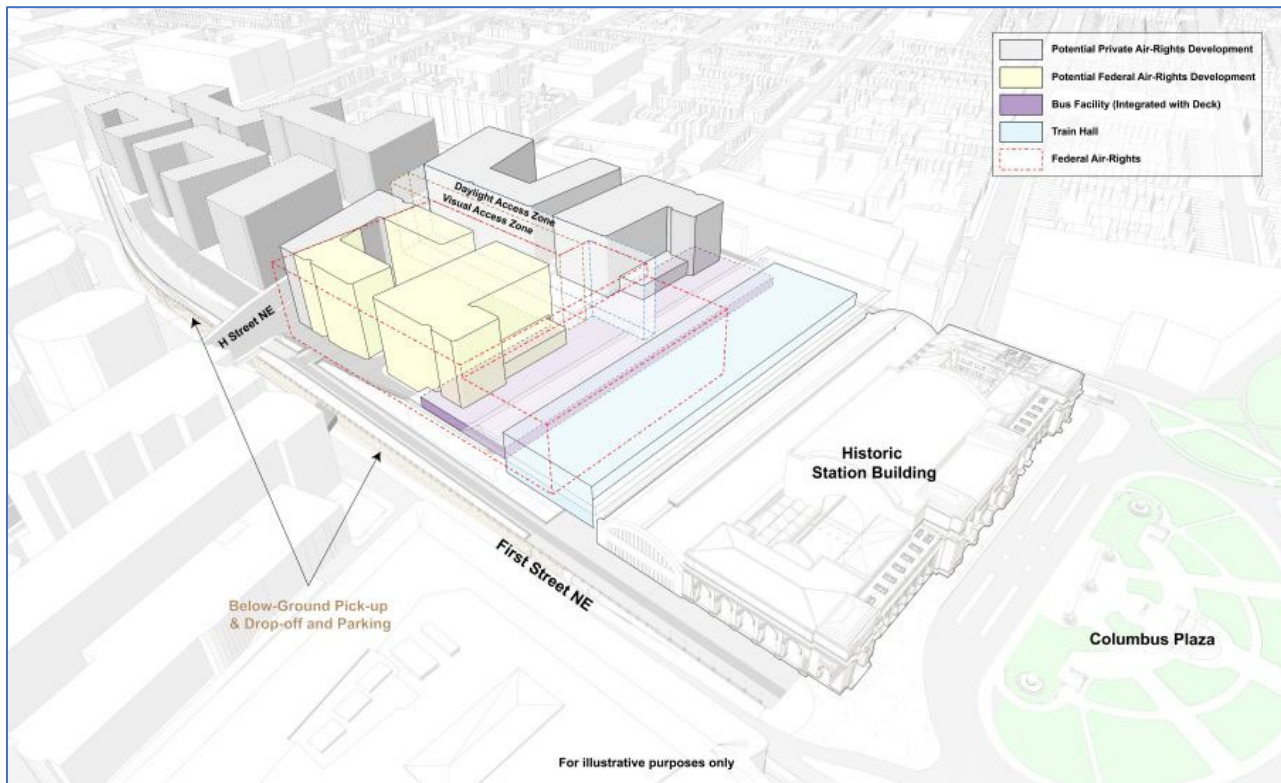 Potential Private Air-Rights Development
Potential Federal Air-Rights Development
Bus Facility (Integrated with Deck)
Train Hall
Federal Air-Rights
Daylight Access Zone
Visual Access Zone
H Street NE
Historic
Station Building
First Street NE
Below-Ground Pick-up
& Drop-off and Parking
Columbus Plaza
For illustrative purposes only